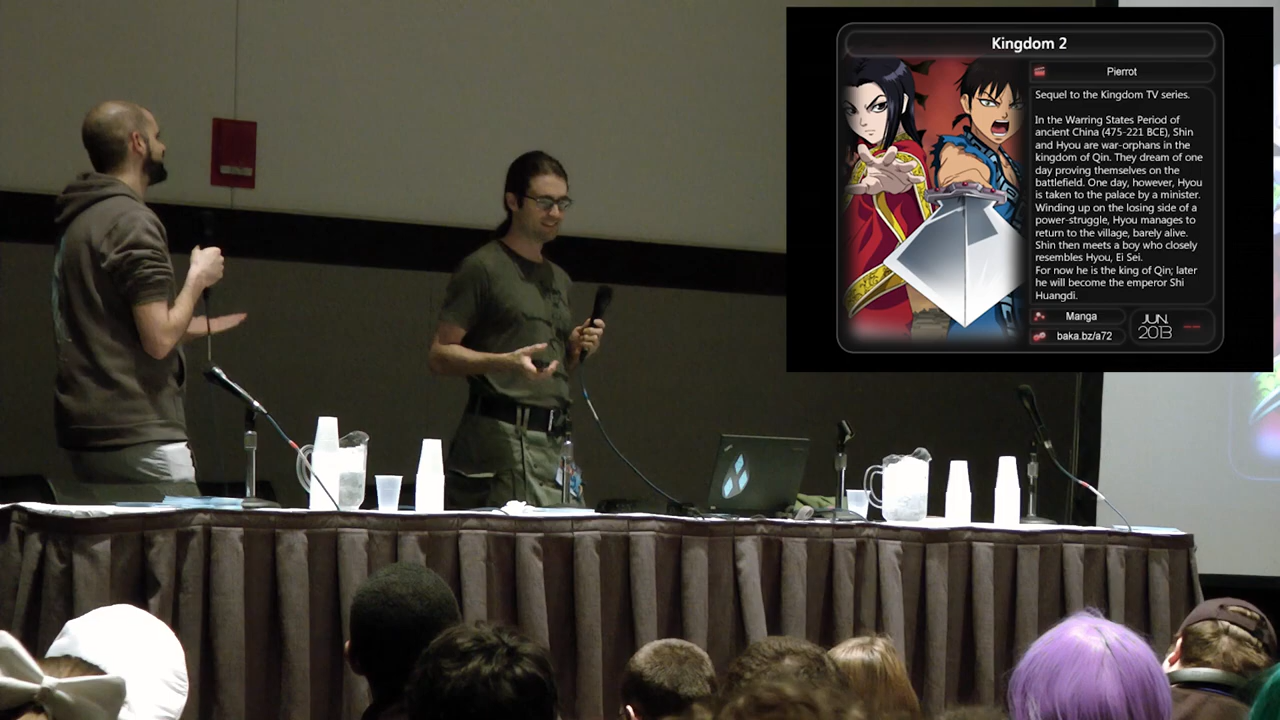 Kingdom 2
Pierrot
Sequel to the Kingdom TV series.
In the Warring States Period of
ancient China (475-221 BCE), Shin
and Hyou are war-orphans in the
kingdom of Qin. They dream of one
day proving themselves on the
battlefield. One day, however, Hyou
is taken to the palace by a minister.
Winding up on the losing side of a
power-struggle, Hyou manages to
return to the village, barely alive.
Shin then meets a boy who closely
resembles Hyou, Ei Sei.
For now he is the king of Qin; later
he will become the emperor Shi
Huangdi.
Manga
baka.bz/a72
JUN.
2013